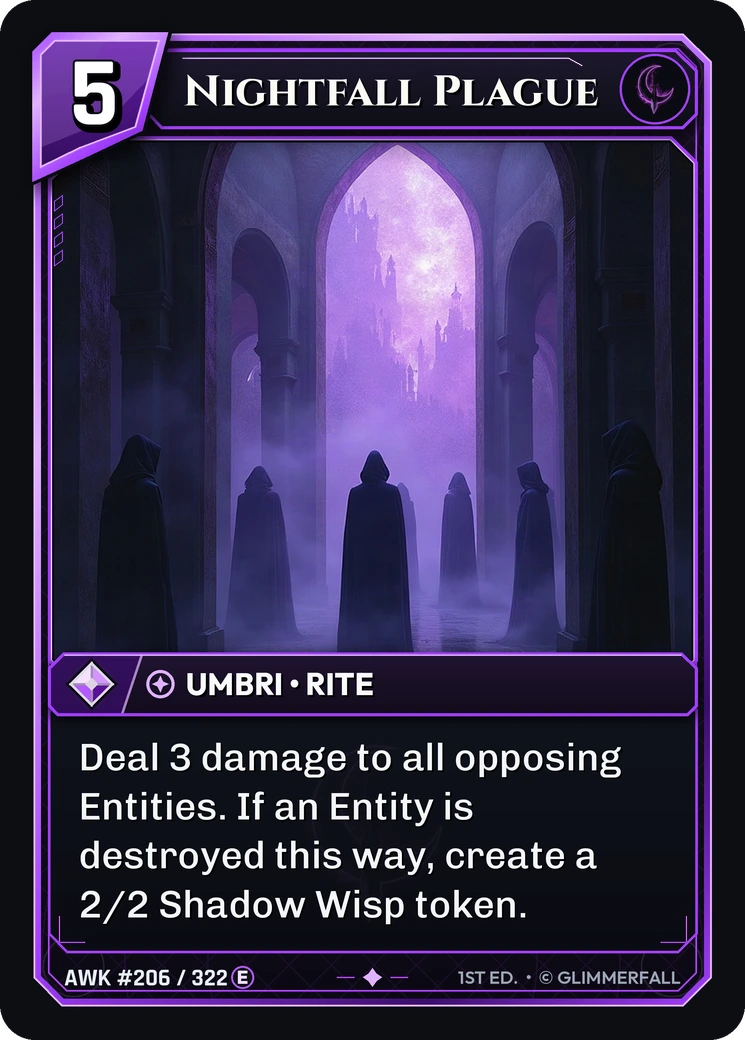 5
Nightfall Plague
UMBRI • RITE
Deal 3 damage to all opposing
Entities. If an Entity is
destroyed this way, create a
2/2 Shadow Wisp token.
AWK #206 / 322 E
1ST ED. • © GLIMMERFALL